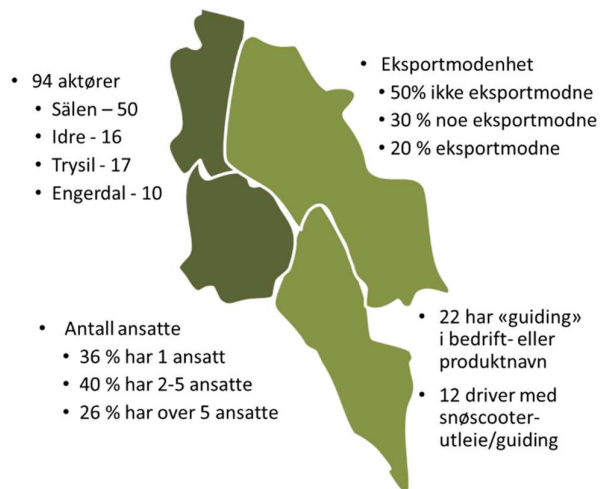 94 aktører
Sälen – 50
Idre - 16
Trysil - 17
Engerdal - 10
Eksportmodenhet
50% ikke eksportmodne
30 % noe eksportmodne
20 % eksportmodne
Antall ansatte
36 % har 1 ansatt
40 % har 2-5 ansatte
26 % har over 5 ansatte
22 har «guiding»
i bedrift- eller
produktnavn
12 driver med
snøscooter-
utleie/guiding